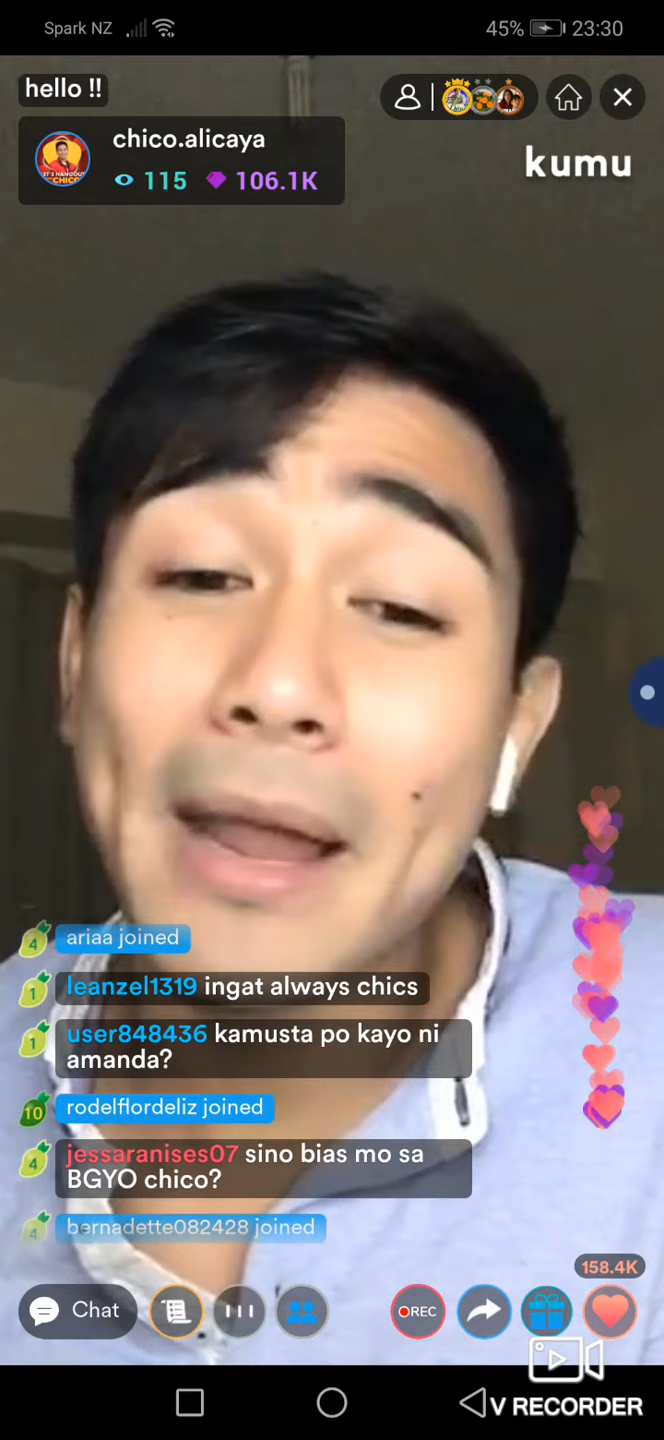 Spark NZ
45% 23:30
hello !!
chico.alicaya
115 106.1K
kumu
4 ariaa joined
1 leanzel1319 ingat always chics
1 user848436 kamusta po kayo ni
amanda?
10 rodelflordeliz joined
4 jessaranises07 sino bias mo sa
BGYO chico?
4 bernadette082428 joined
158.4K
Chat
REC
V RECORDER